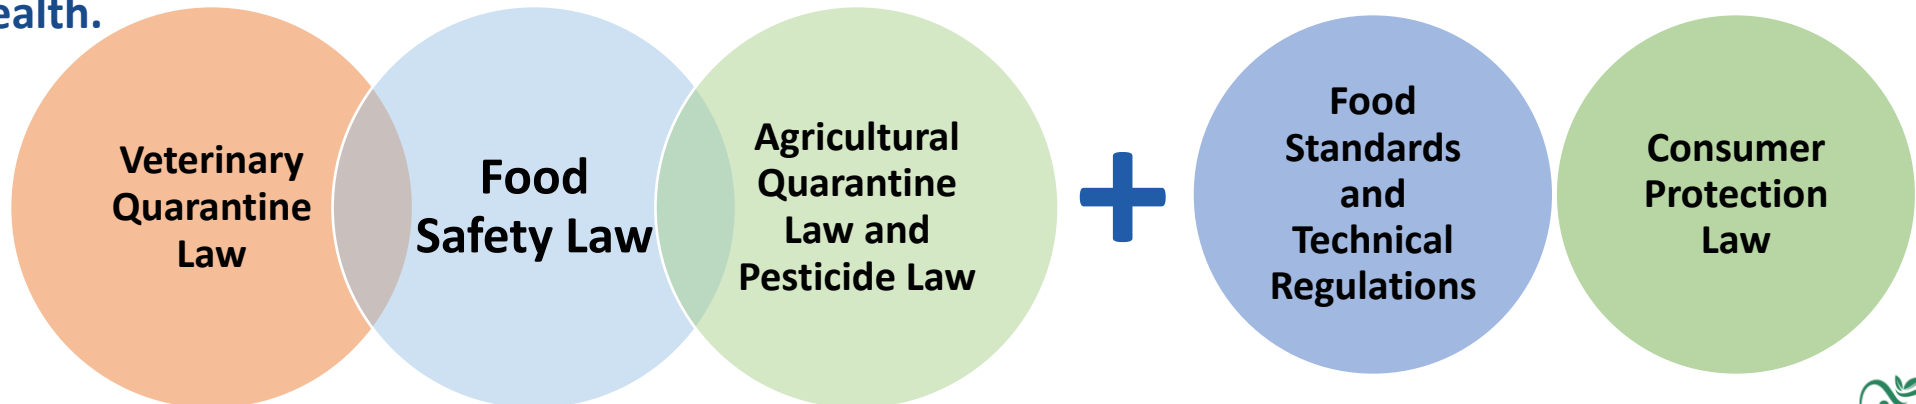 ealth.
Veterinary
Quarantine
Law
Food
Safety Law
Agricultural
Quarantine
Law and
Pesticide Law
Food
Standards
and
Technical
Regulations
Consumer
Protection
Law